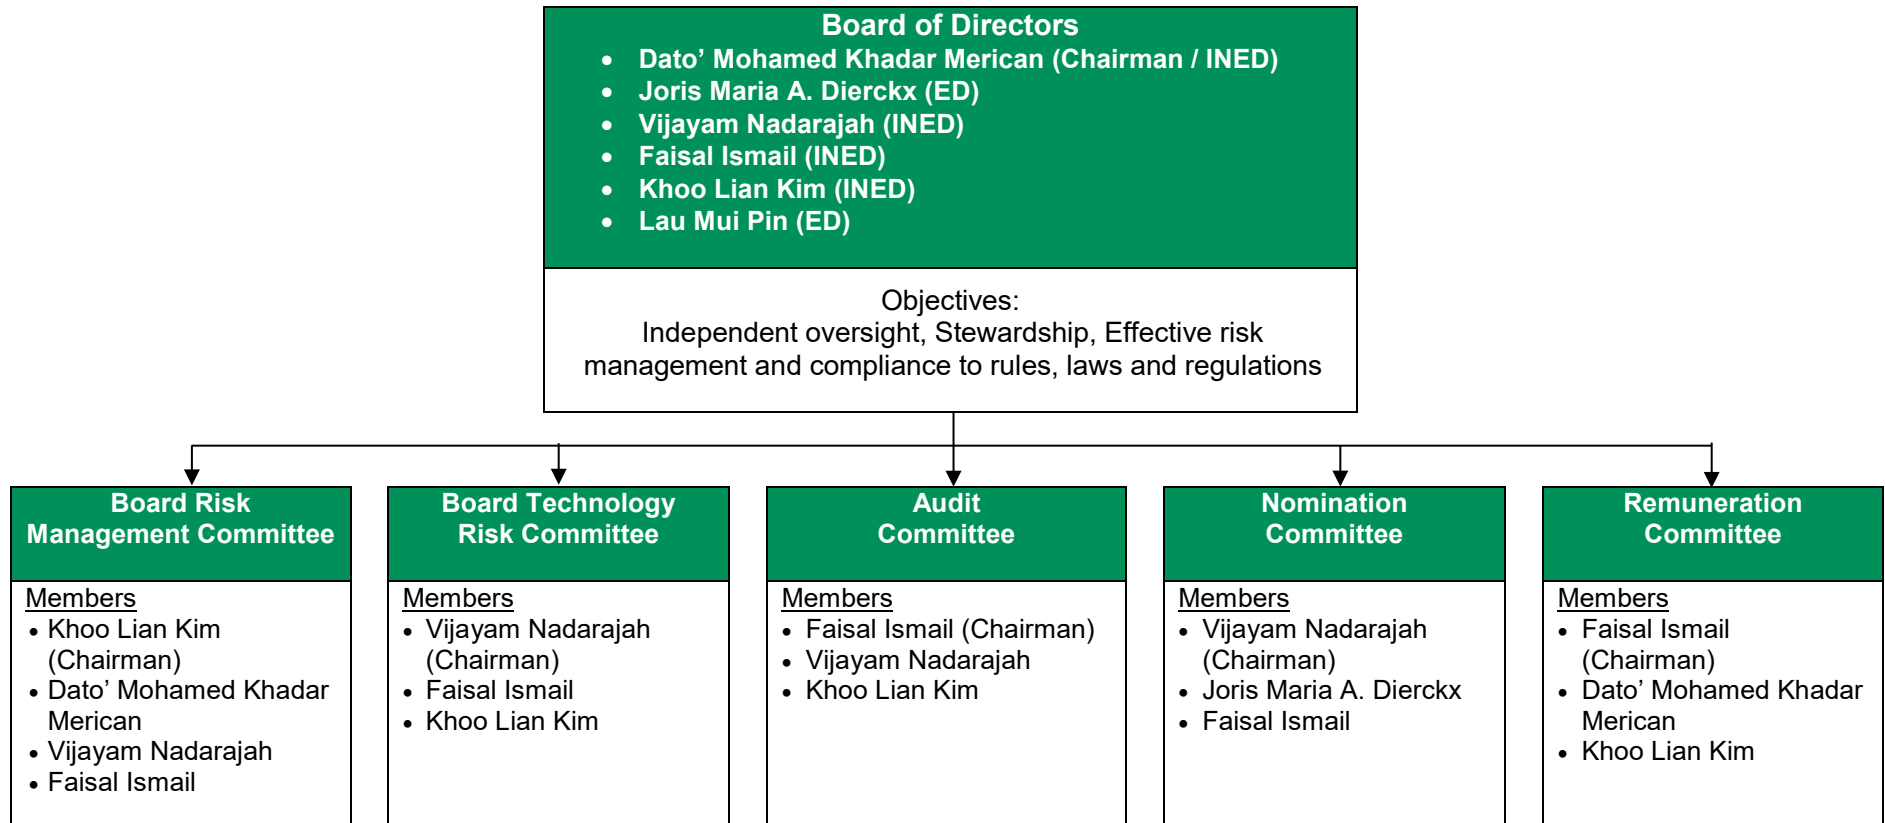 Board of Directors
• Dato’ Mohamed Khadar Merican (Chairman / INED)
• Joris Maria A. Dierckx (ED)
• Vijayam Nadarajah (INED)
• Faisal Ismail (INED)
• Khoo Lian Kim (INED)
• Lau Mui Pin (ED)
Objectives:
Independent oversight, Stewardship, Effective risk
management and compliance to rules, laws and regulations
Board Risk
Management Committee
Members
• Khoo Lian Kim
(Chairman)
• Dato’ Mohamed Khadar
Merican
• Vijayam Nadarajah
• Faisal Ismail
Board Technology
Risk Committee
Members
• Vijayam Nadarajah
(Chairman)
• Faisal Ismail
• Khoo Lian Kim
Audit
Committee
Members
• Faisal Ismail (Chairman)
• Vijayam Nadarajah
• Khoo Lian Kim
Nomination
Committee
Members
• Vijayam Nadarajah
(Chairman)
• Joris Maria A. Dierckx
• Faisal Ismail
Remuneration
Committee
Members
• Faisal Ismail
(Chairman)
• Dato’ Mohamed Khadar
Merican
• Khoo Lian Kim